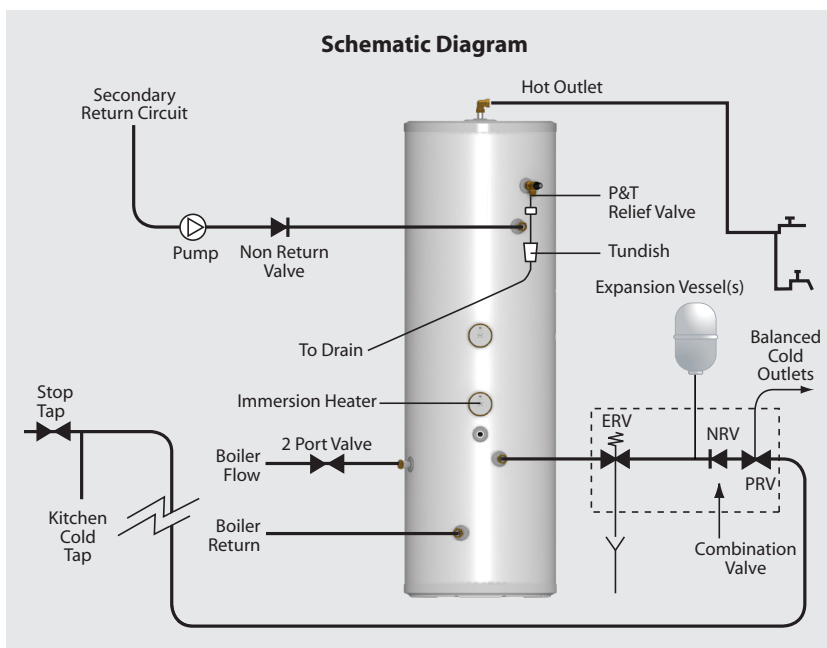 Schematic Diagram
Secondary
Return Circuit
Hot Outlet
P&T
Relief Valve
Pump
Non Return
Valve
Tundish
Expansion Vessel(s)
To Drain
Balanced
Cold
Outlets
Stop
Tap
Immersion Heater
ERV
NRV
2 Port Valve
Boiler
Flow
PRV
Kitchen
Cold
Tap
Boiler
Return
Combination
Valve